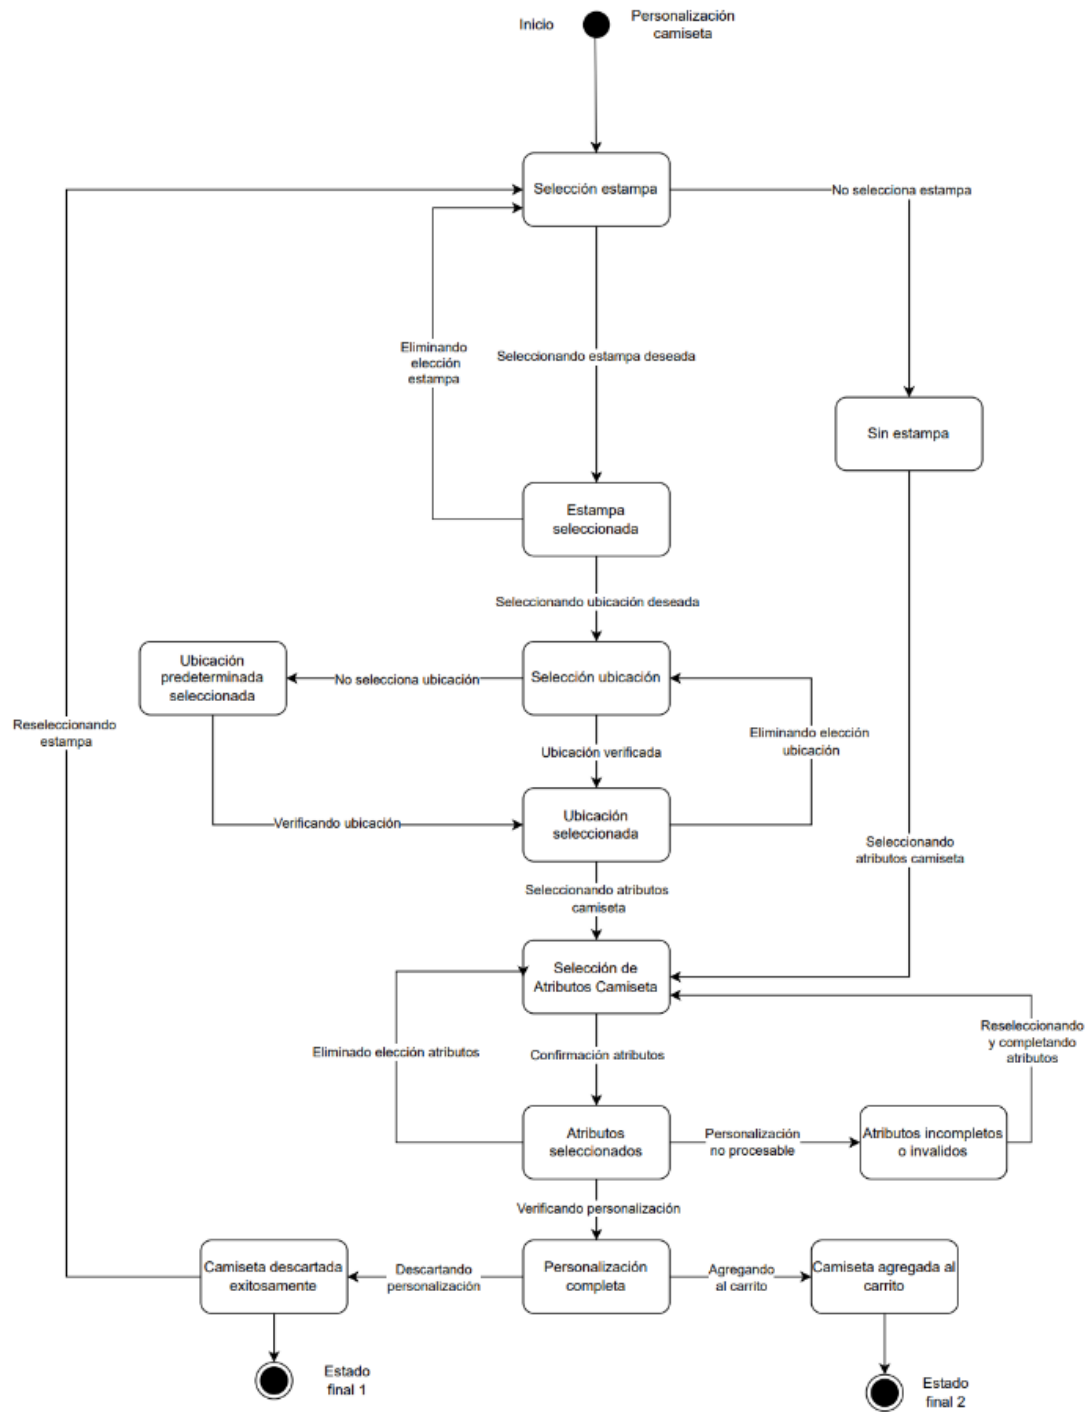 Inicio
Personalización
camiseta
Selección estampa
No selecciona estampa
Eliminando
elección
estampa
Seleccionando estampa deseada
Sin estampa
Estampa
seleccionada
Seleccionando ubicación deseada
Ubicación
predeterminada
seleccionada
No selecciona ubicación
Selección ubicación
Reseleccionando
estampa
Ubicación verificada
Eliminando elección
ubicación
Verificando ubicación
Ubicación
seleccionada
Seleccionando
atributos camiseta
Seleccionando atributos
camiseta
Selección de
Atributos Camiseta
Eliminado elección atributos
Confirmación atributos
Reseleccionando
y completando
atributos
Atributos
seleccionados
Personalización
no procesable
Atributos incompletos
o invalidos
Verificando personalización
Camiseta descartada
exitosamente
Descartando
personalización
Personalización
completa
Agregando
al carrito
Camiseta agregada al
carrito
Estado
final 1
Estado
final 2